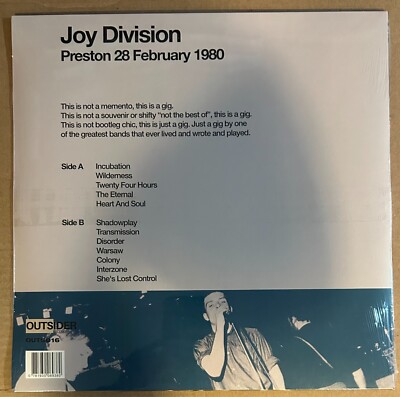 Joy Division
Preston 28 February 1980
This is not a memento, this is a gig.
This is not a souvenir or shifty "not the best of", this is a gig.
This is not bootleg chic, this is just a gig. Just a gig by one
of the greatest bands that ever lived and wrote and played.
Side A Incubation
Wilderness
Twenty Four Hours
The Eternal
Heart And Soul
Side B Shadowplay
Transmission
Disorder
Warsaw
Colony
Interzone
She's Lost Control
OUTSIDER